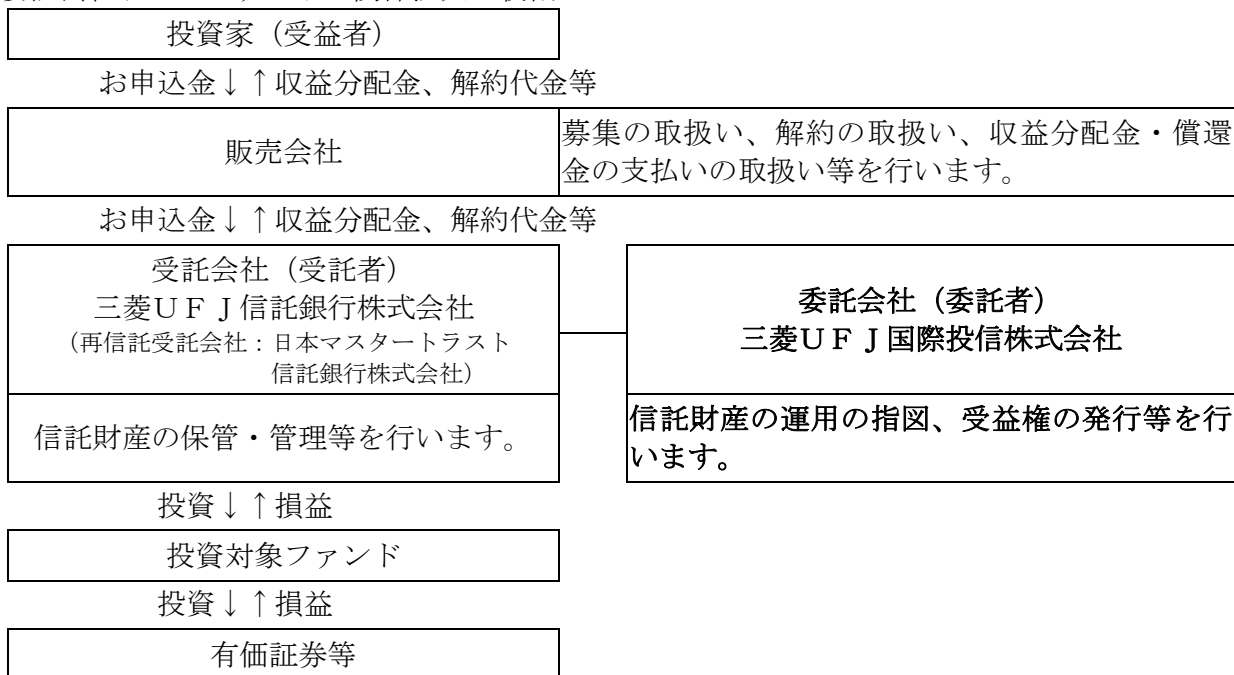 投資家(受益者)
お申込金↓↑収益分配金、解約代金等
販売会社
募集の取扱い、解約の取扱い、収益分配金・償還
金の支払いの取扱い等を行います。
お申込金↓↑収益分配金、解約代金等
受託会社(受託者)
三菱UFJ信託銀行株式会社
(再信託受託会社:日本マスタートラスト
信託銀行株式会社)
委託会社(委託者)
三菱UFJ国際投信株式会社
信託財産の保管・管理等を行います。
信託財産の運用の指図、受益権の発行等を行
います。
投資↓↑損益
投資対象ファンド
投資↓↑損益
有価証券等